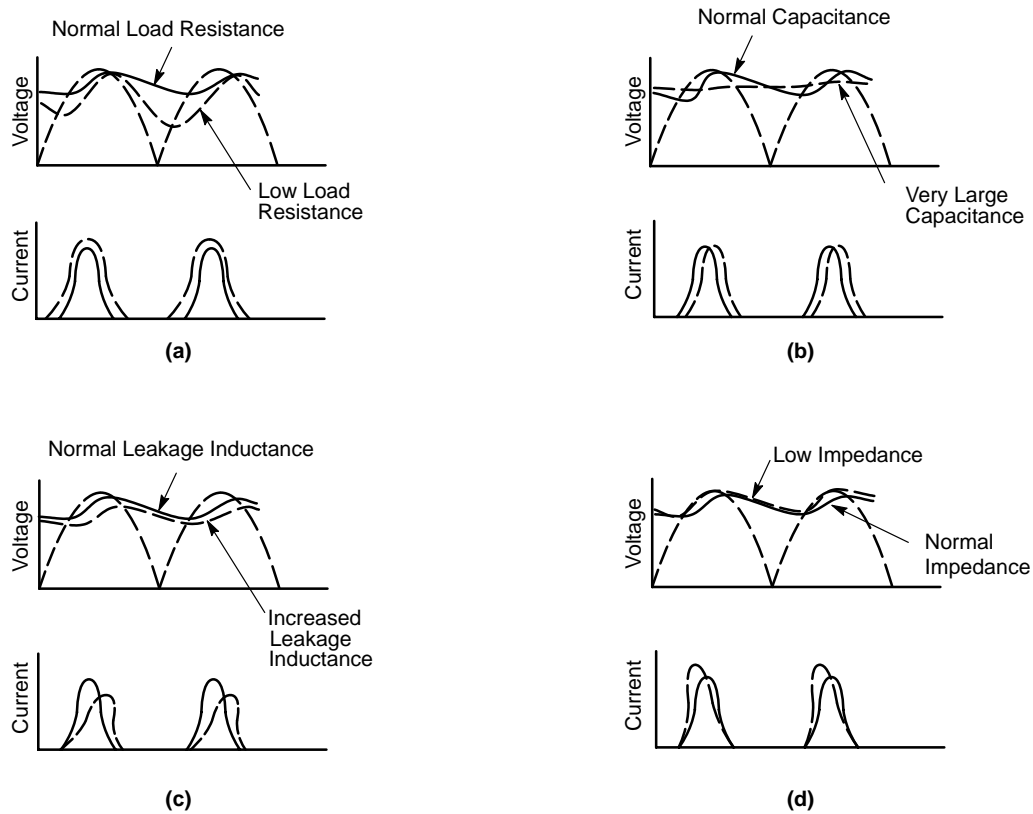 Normal Load Resistance
Voltage
Low Load
Resistance
Current
(a)
Normal Capacitance
Voltage
Very Large
Capacitance
Current
(b)
Normal Leakage Inductance
Voltage
Increased
Leakage
Inductance
Current
(c)
Low Impedance
Voltage
Normal
Impedance
Current
(d)